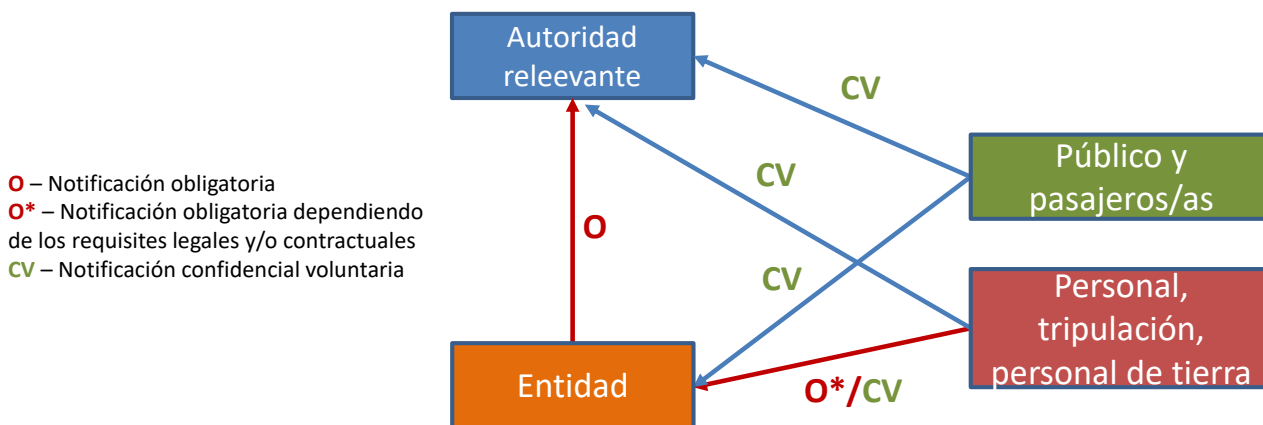 Autoridad
releevante
CV
Público y
pasajeros/as
CV
O – Notificación obligatoria
O* – Notificación obligatoria dependiendo
de los requisites legales y/o contractuales
CV – Notificación confidencial voluntaria
O
CV
Personal,
tripulación,
personal de tierra
Entidad
O*/CV